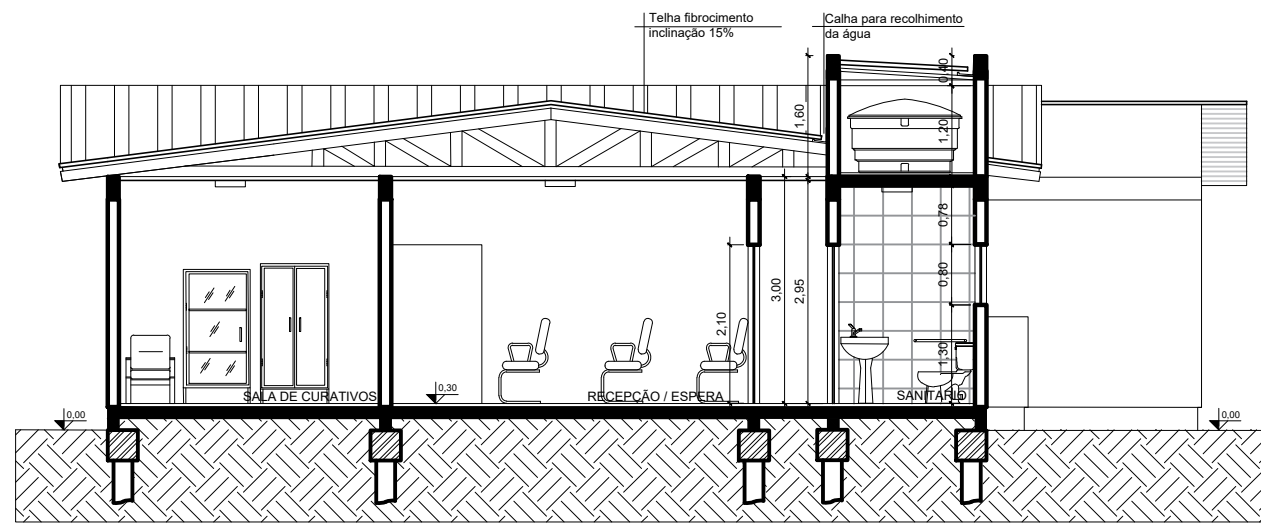 Telha fibrocimento
inclinação 15%
Calha para recolhimento
da água
0,40
1,60
1,20
0,78
0,80
3,00
2,95
2,10
1,30
SALA DE CURATIVOS
0,30
RECEPÇÃO / ESPERA
SANITÁRIO
0,00
0,00